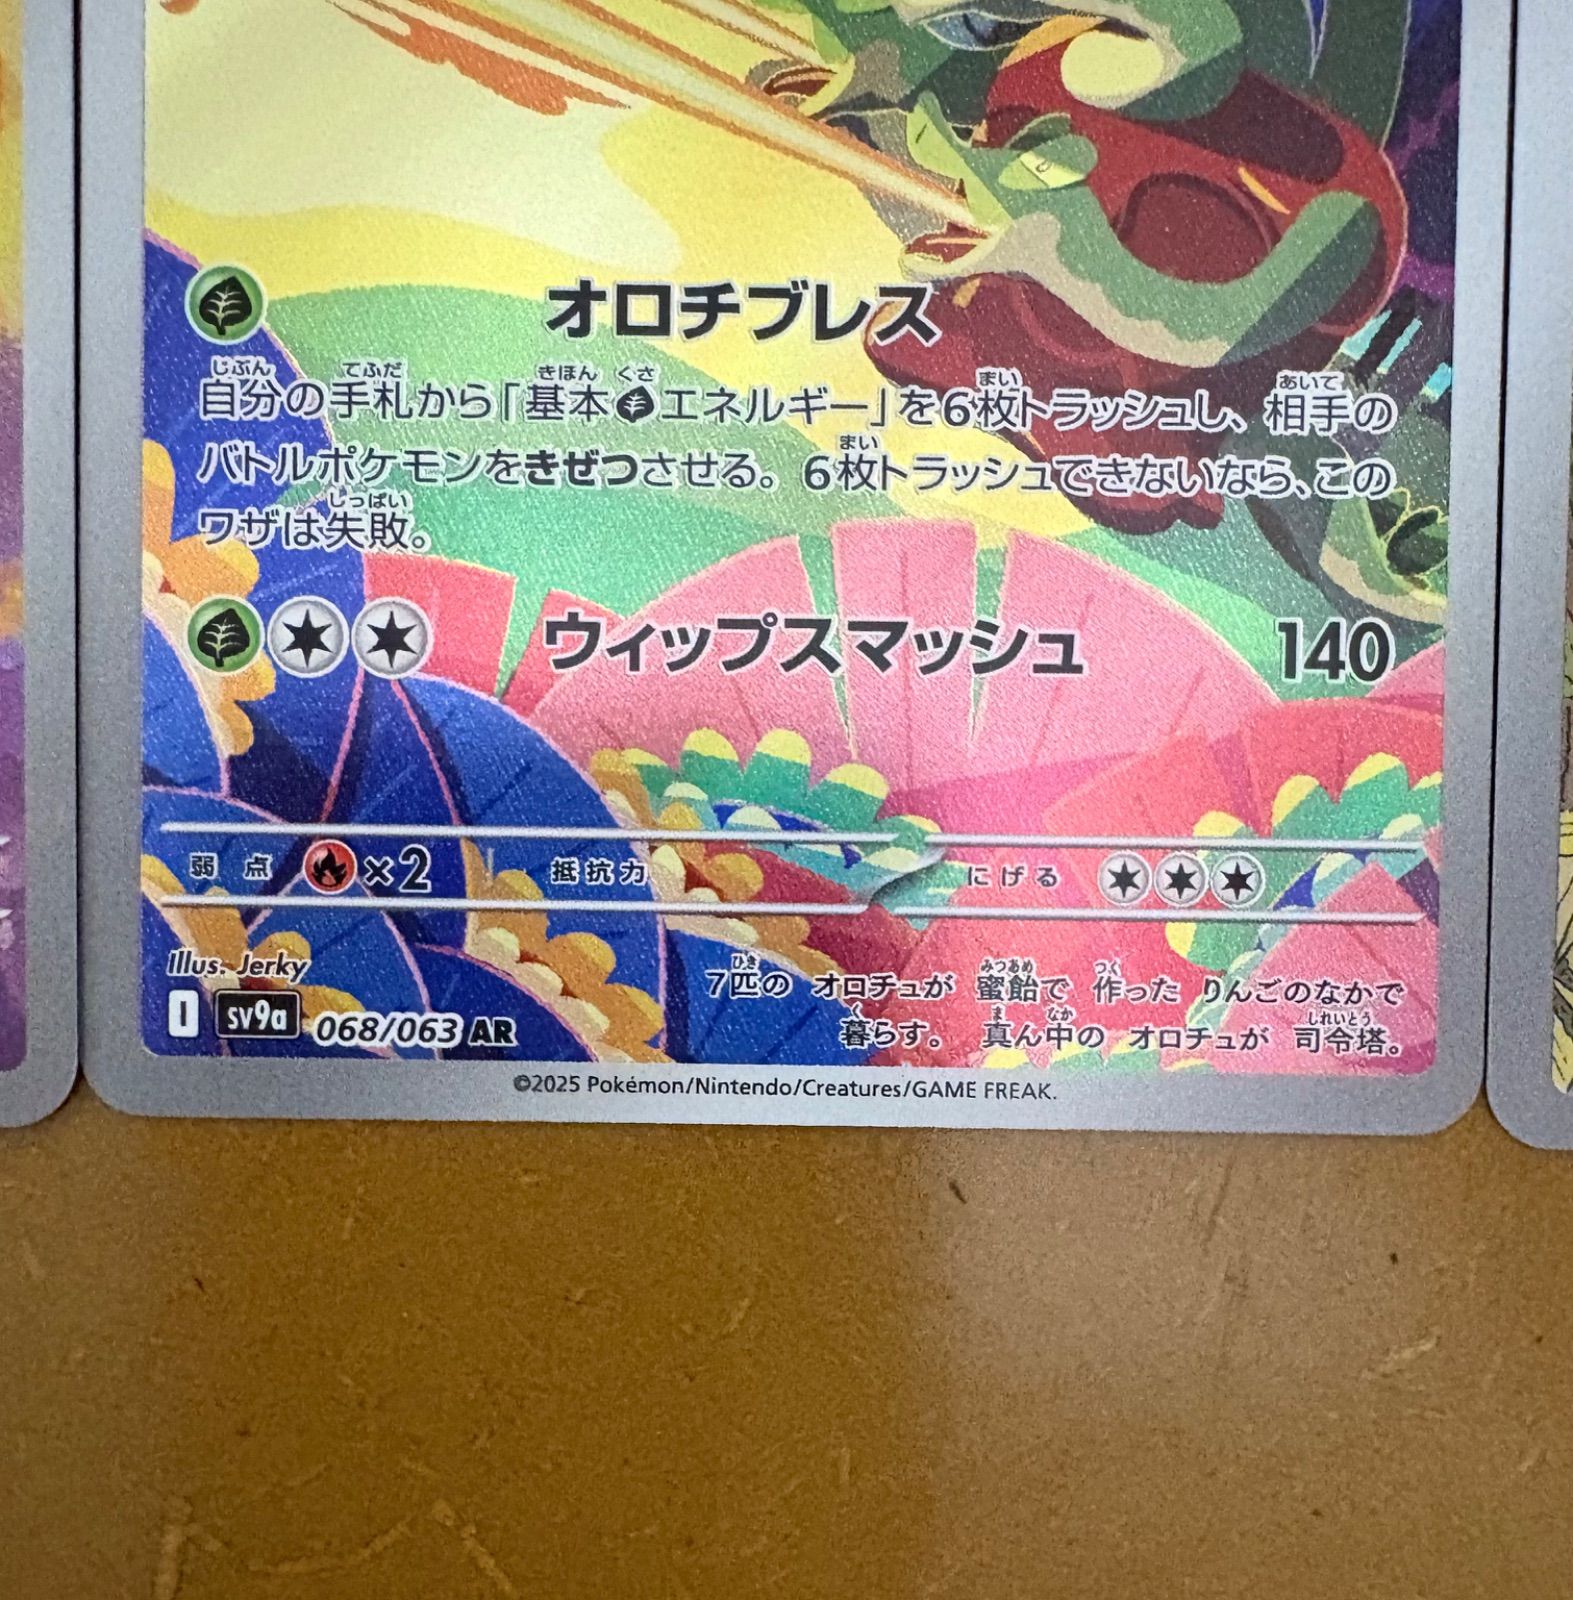 オロチブレス
自分の手札から「基本エネルギー」を6枚トラッシュし、相手の
バトルポケモンをきぜつさせる。6枚トラッシュできないなら、この
ワザは失敗。
ウィップスマッシュ 140
弱点 ×2 抵抗力 にげる
Illus. Jerky
7匹の オロチュが 蜜飴で 作った りんごのなかで
暮らす。 真ん中の オロチュが 司令塔。
I sv9a 068/063 AR
©2025 Pokémon/Nintendo/Creatures/GAME FREAK.